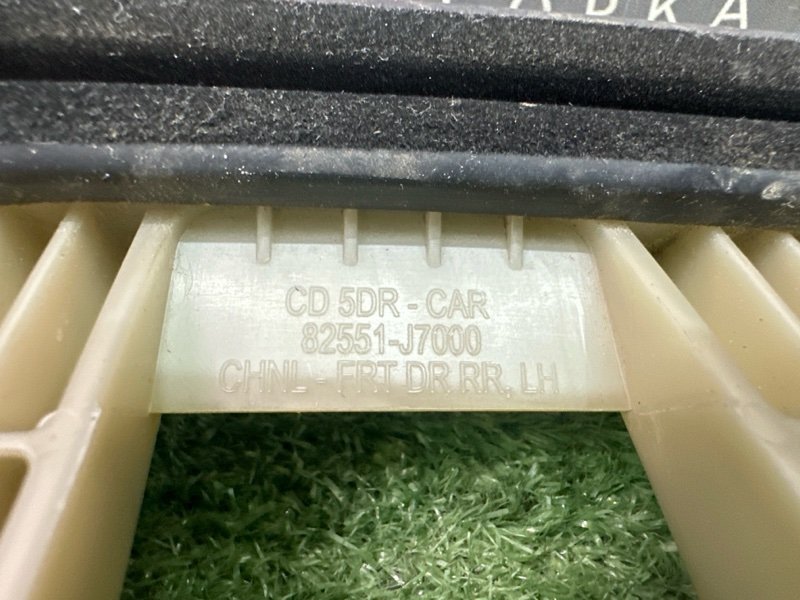 CD 5DR - CAR
82551-J7000
CHNL - FRT DR RR, LH